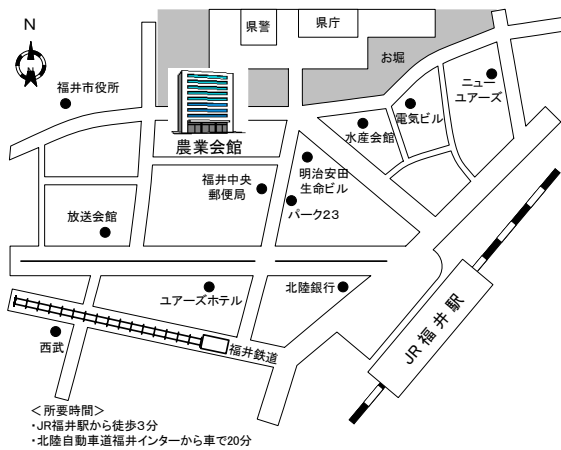 N
県警
県庁
お堀
福井市役所
ニュー
ユアーズ
電気ビル
水産会館
農業会館
明治安田
生命ビル
福井中央
郵便局
パーク23
放送会館
ユアーズホテル
北陸銀行
JR福井駅
福井鉄道
西武
＜所要時間＞
・JR福井駅から徒歩3分
・北陸自動車道福井インターから車で20分